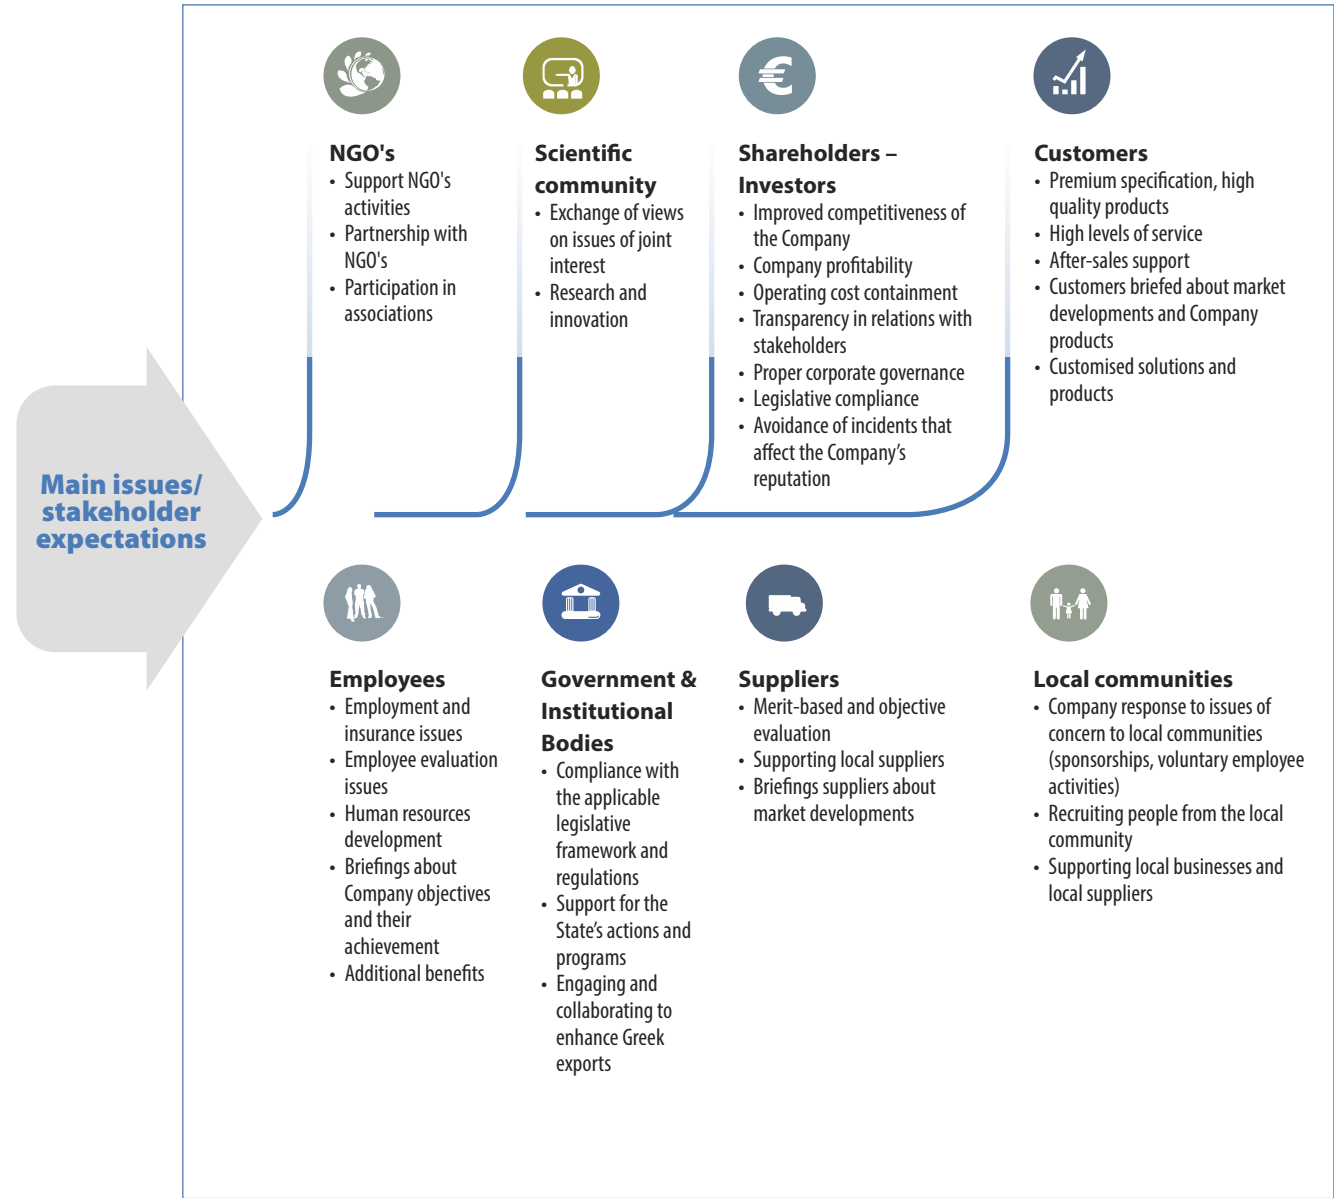 Main issues/
stakeholder
expectations
NGO's
• Support NGO's
activities
• Partnership with
NGO's
• Participation in
associations
Scientific
community
• Exchange of views
on issues of joint
interest
• Research and
innovation
Shareholders –
Investors
• Improved competitiveness of
the Company
• Company profitability
• Operating cost containment
• Transparency in relations with
stakeholders
• Proper corporate governance
• Legislative compliance
• Avoidance of incidents that
affect the Company’s
reputation
Customers
• Premium specification, high
quality products
• High levels of service
• After-sales support
• Customers briefed about market
developments and Company
products
• Customised solutions and
products
Employees
• Employment and
insurance issues
• Employee evaluation
issues
• Human resources
development
• Briefings about
Company objectives
and their
achievement
• Additional benefits
Government &
Institutional
Bodies
• Compliance with
the applicable
legislative
framework and
regulations
• Support for the
State’s actions and
programs
• Engaging and
collaborating to
enhance Greek
exports
Suppliers
• Merit-based and objective
evaluation
• Supporting local suppliers
• Briefings suppliers about
market developments
Local communities
• Company response to issues of
concern to local communities
(sponsorships, voluntary employee
activities)
• Recruiting people from the local
community
• Supporting local businesses and
local suppliers